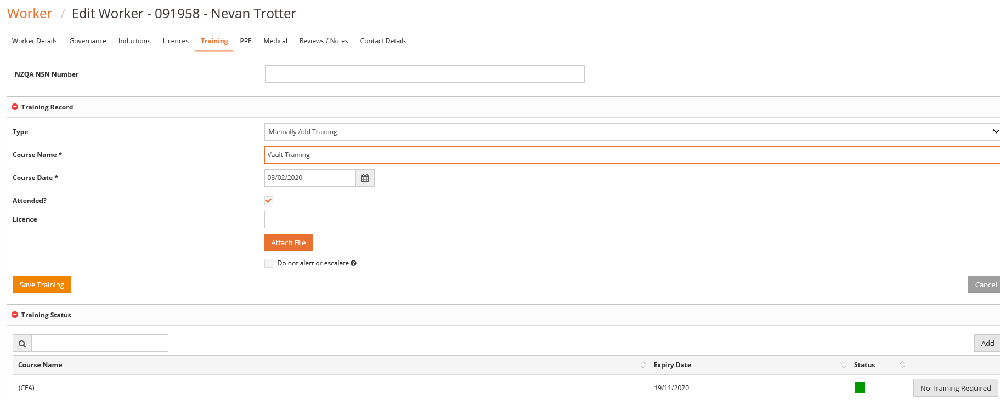 Worker / Edit Worker - 091958 - Nevan Trotter
Worker Details Governance Inductions Licences Training PPE Medical Reviews / Notes Contact Details
NZQA NSN Number
Training Record
Type Manually Add Training
Course Name * Vault Training
Course Date * 03/02/2020
Attended?
Licence
Attach File
Do not alert or escalate
Save Training Cancel
Training Status
Add
Course Name Expiry Date Status
(CFA) 19/11/2020 No Training Required